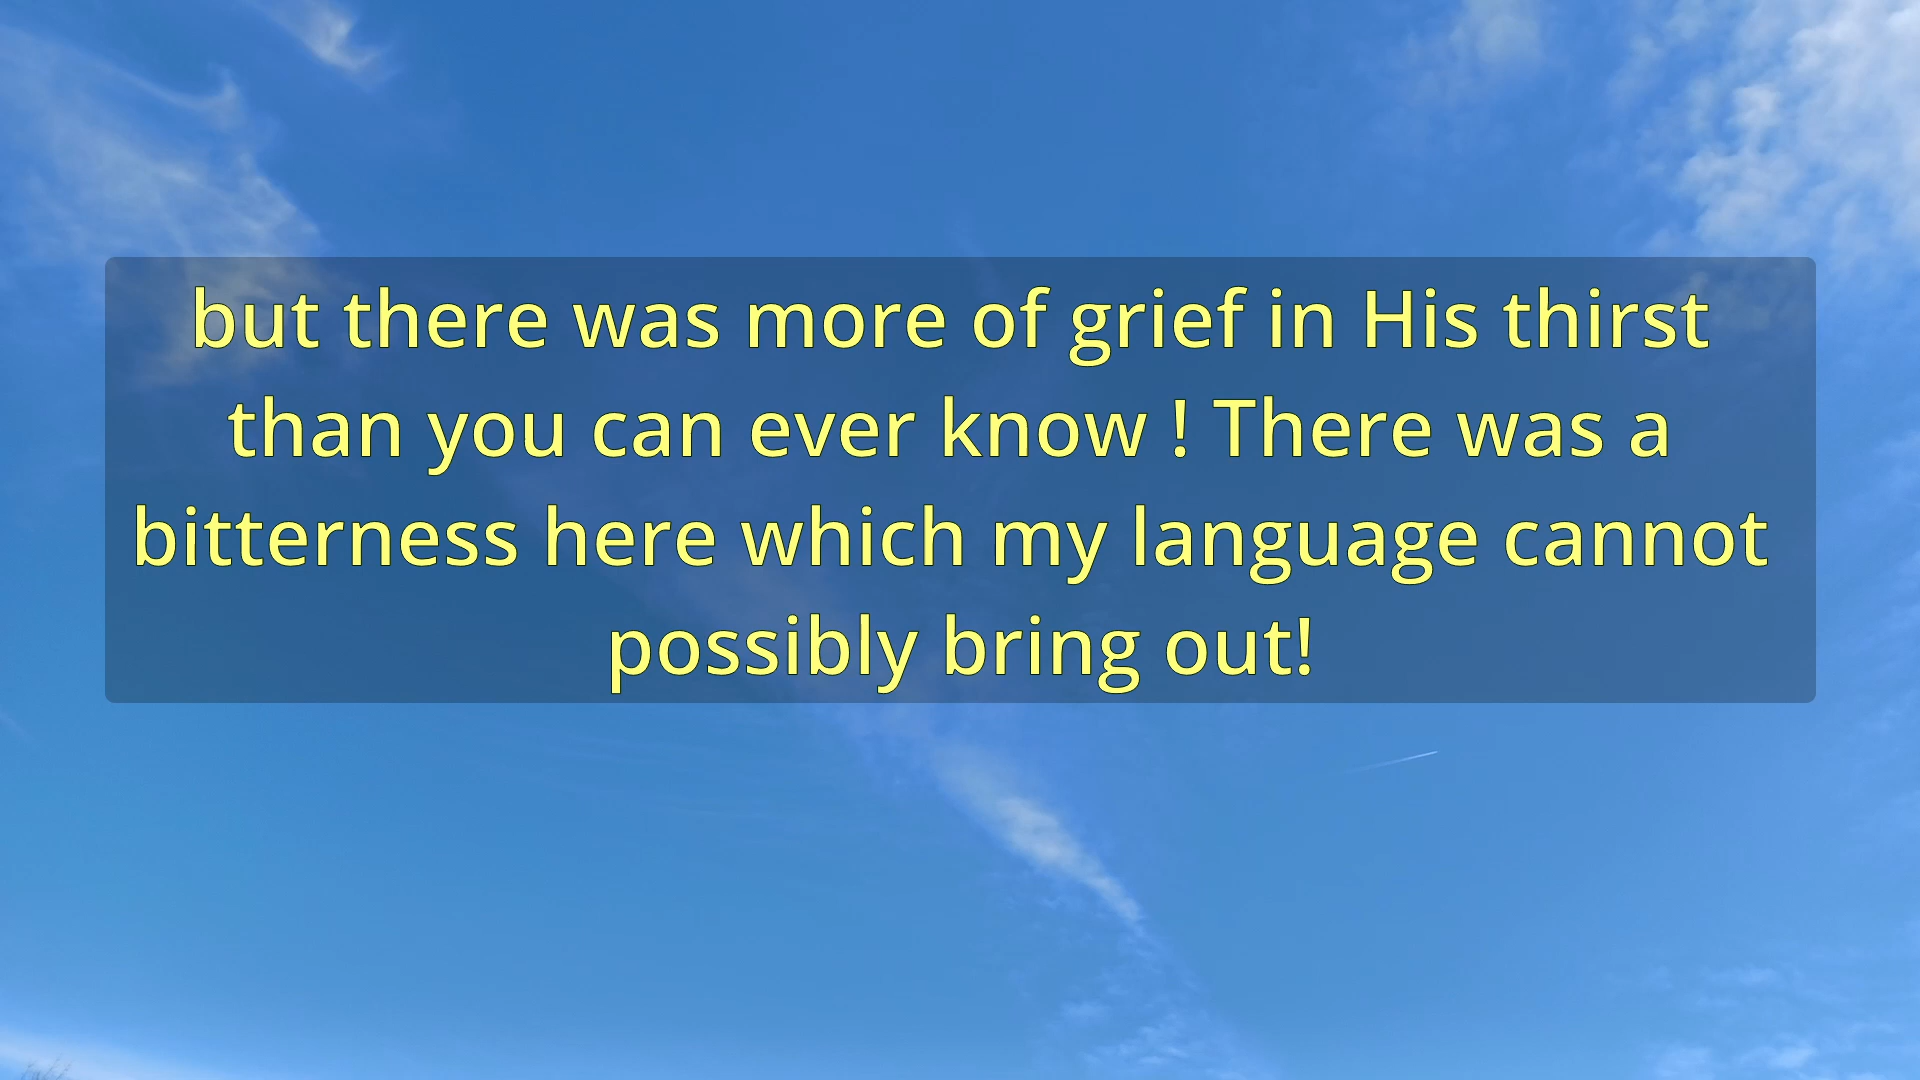 but there was more of grief in His thirst
than you can ever know ! There was a
bitterness here which my language cannot
possibly bring out!